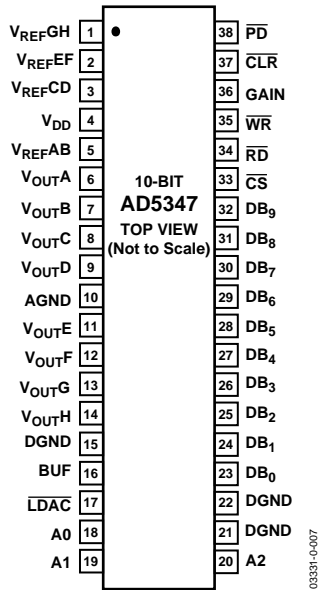 VREFGH 1
VREFEF 2
VREFCD 3
VDD 4
VREFAB 5
VOUTA 6
VOUTB 7
VOUTC 8
VOUTD 9
AGND 10
VOUTE 11
VOUTF 12
VOUTG 13
VOUTH 14
DGND 15
BUF 16
LDAC 17
A0 18
A1 19
10-BIT
AD5347
TOP VIEW
(Not to Scale)
38 PD
37 CLR
36 GAIN
35 WR
34 RD
33 CS
32 DB9
31 DB8
30 DB7
29 DB6
28 DB5
27 DB4
26 DB3
25 DB2
24 DB1
23 DB0
22 DGND
21 DGND
20 A2
03331-0-007